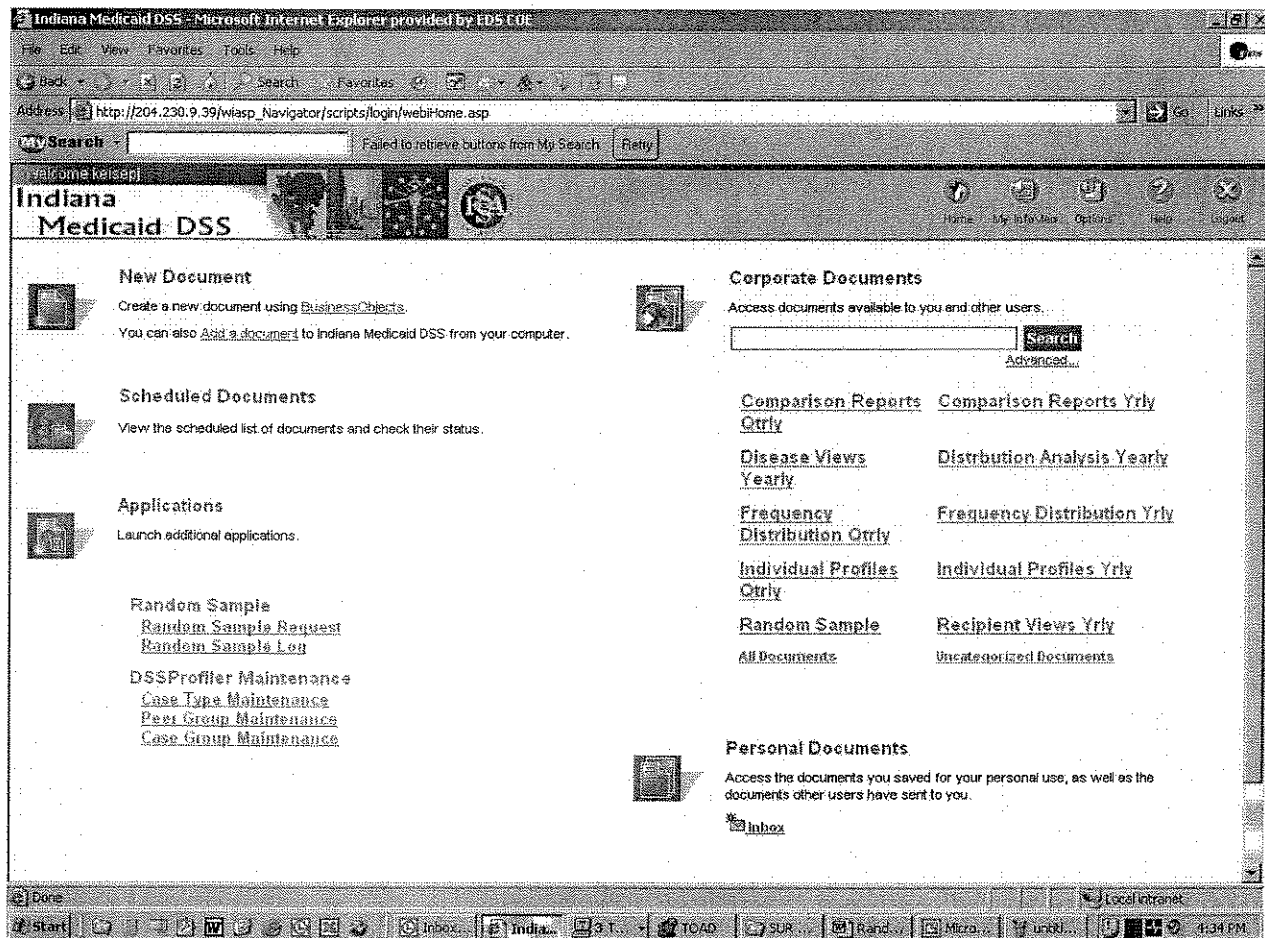 Indiana Medicaid DSS - Microsoft Internet Explorer provided by EDS COE
File Edit View Favorites Tools Help
Back Search Favorites
Address http://204.230.9.39/wiasp_Navigator/scripts/login/webiHome.asp Go Links
My Search Failed to retrieve buttons from My Search Retry
Welcome keisepj
Indiana
Medicaid DSS
Home My InfoView Options Help Logout
New Document
Create a new document using BusinessObjects.
You can also Add a document to Indiana Medicaid DSS from your computer.
Scheduled Documents
View the scheduled list of documents and check their status.
Applications
Launch additional applications.
Random Sample
Random Sample Request
Random Sample Log
DSSProfiler Maintenance
Case Type Maintenance
Peer Group Maintenance
Case Group Maintenance
Corporate Documents
Access documents available to you and other users.
Search
Advanced...
Comparison Reports Qtrly
Comparison Reports Yrly
Disease Views Yearly
Distrbution Analysis Yearly
Frequency Distribution Qtrly
Frequency Distribution Yrly
Individual Profiles Qtrly
Individual Profiles Yrly
Random Sample
Recipient Views Yrly
All Documents
Uncategorized Documents
Personal Documents
Access the documents you saved for your personal use, as well as the
documents other users have sent to you.
Inbox
Done Local intranet
Start Inbox... India... 3 T... TOAD SUR... Rand... Micro... untitl... 4:34 PM